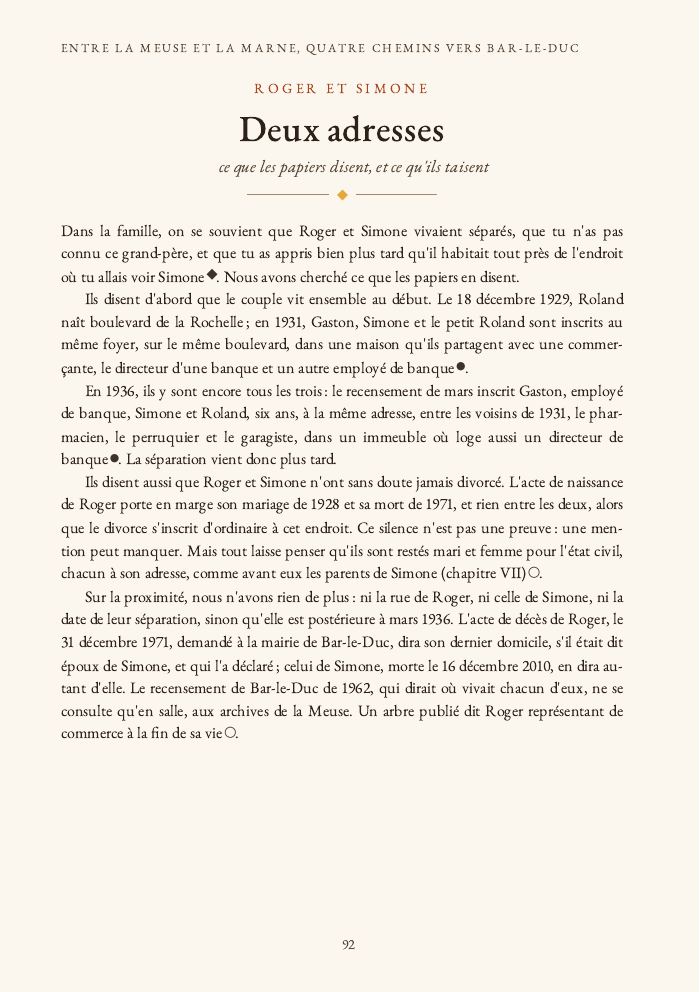 ENTRE LA MEUSE ET LA MARNE, QUATRE CHEMINS VERS BAR-LE-DUC
ROGER ET SIMONE
Deux adresses
ce que les papiers disent, et ce qu'ils taisent
Dans la famille, on se souvient que Roger et Simone vivaient séparés, que tu n'as pas
connu ce grand-père, et que tu as appris bien plus tard qu'il habitait tout près de l'endroit
où tu allais voir Simone◆. Nous avons cherché ce que les papiers en disent.
Ils disent d'abord que le couple vit ensemble au début. Le 18 décembre 1929, Roland
naît boulevard de la Rochelle ; en 1931, Gaston, Simone et le petit Roland sont inscrits au
même foyer, sur le même boulevard, dans une maison qu'ils partagent avec une commer-
çante, le directeur d'une banque et un autre employé de banque●.
En 1936, ils y sont encore tous les trois : le recensement de mars inscrit Gaston, employé
de banque, Simone et Roland, six ans, à la même adresse, entre les voisins de 1931, le phar-
macien, le perruquier et le garagiste, dans un immeuble où loge aussi un directeur de
banque●. La séparation vient donc plus tard.
Ils disent aussi que Roger et Simone n'ont sans doute jamais divorcé. L'acte de naissance
de Roger porte en marge son mariage de 1928 et sa mort de 1971, et rien entre les deux, alors
que le divorce s'inscrit d'ordinaire à cet endroit. Ce silence n'est pas une preuve : une men-
tion peut manquer. Mais tout laisse penser qu'ils sont restés mari et femme pour l'état civil,
chacun à son adresse, comme avant eux les parents de Simone (chapitre VII)○.
Sur la proximité, nous n'avons rien de plus : ni la rue de Roger, ni celle de Simone, ni la
date de leur séparation, sinon qu'elle est postérieure à mars 1936. L'acte de décès de Roger, le
31 décembre 1971, demandé à la mairie de Bar-le-Duc, dira son dernier domicile, s'il était dit
époux de Simone, et qui l'a déclaré ; celui de Simone, morte le 16 décembre 2010, en dira au-
tant d'elle. Le recensement de Bar-le-Duc de 1962, qui dirait où vivait chacun d'eux, ne se
consulte qu'en salle, aux archives de la Meuse. Un arbre publié dit Roger représentant de
commerce à la fin de sa vie○.
92